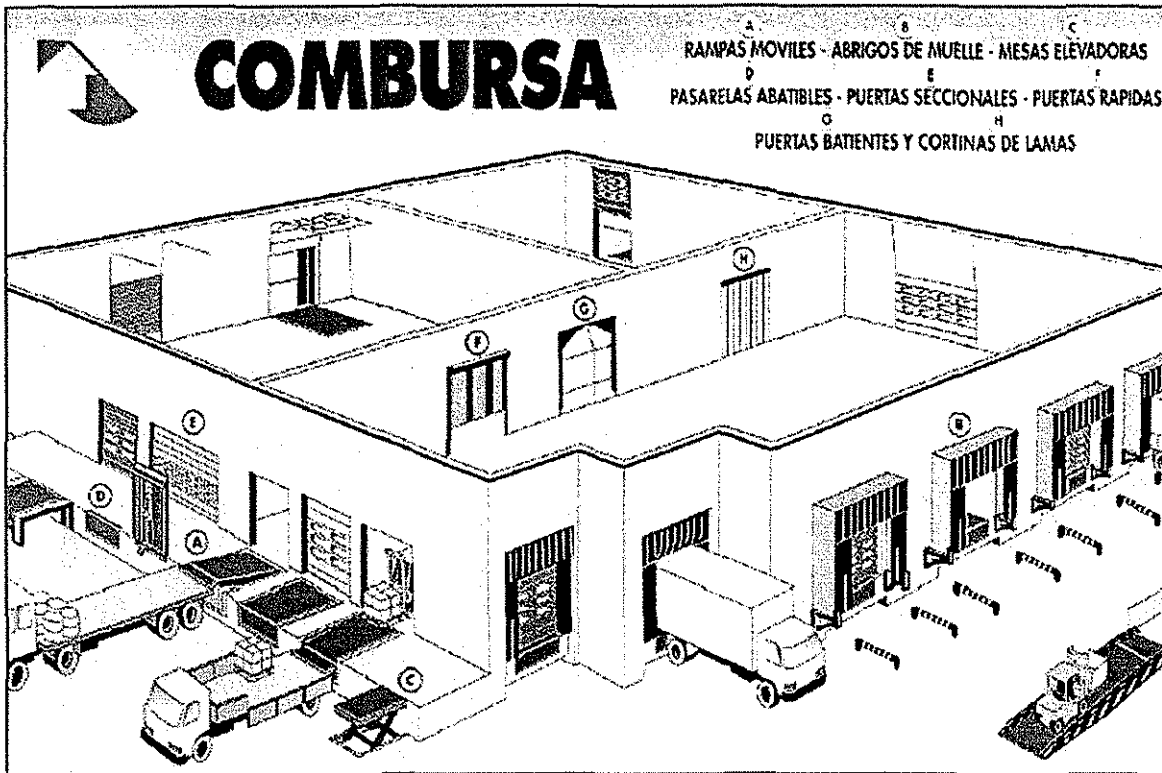 COMBURSA
A B C
RAMPAS MOVILES - ABRIGOS DE MUELLE - MESAS ELEVADORAS
D E F
PASARELAS ABATIBLES - PUERTAS SECCIONALES - PUERTAS RAPIDAS
G H
PUERTAS BATIENTES Y CORTINAS DE LAMAS
H
G
F
E
B
D
A
C